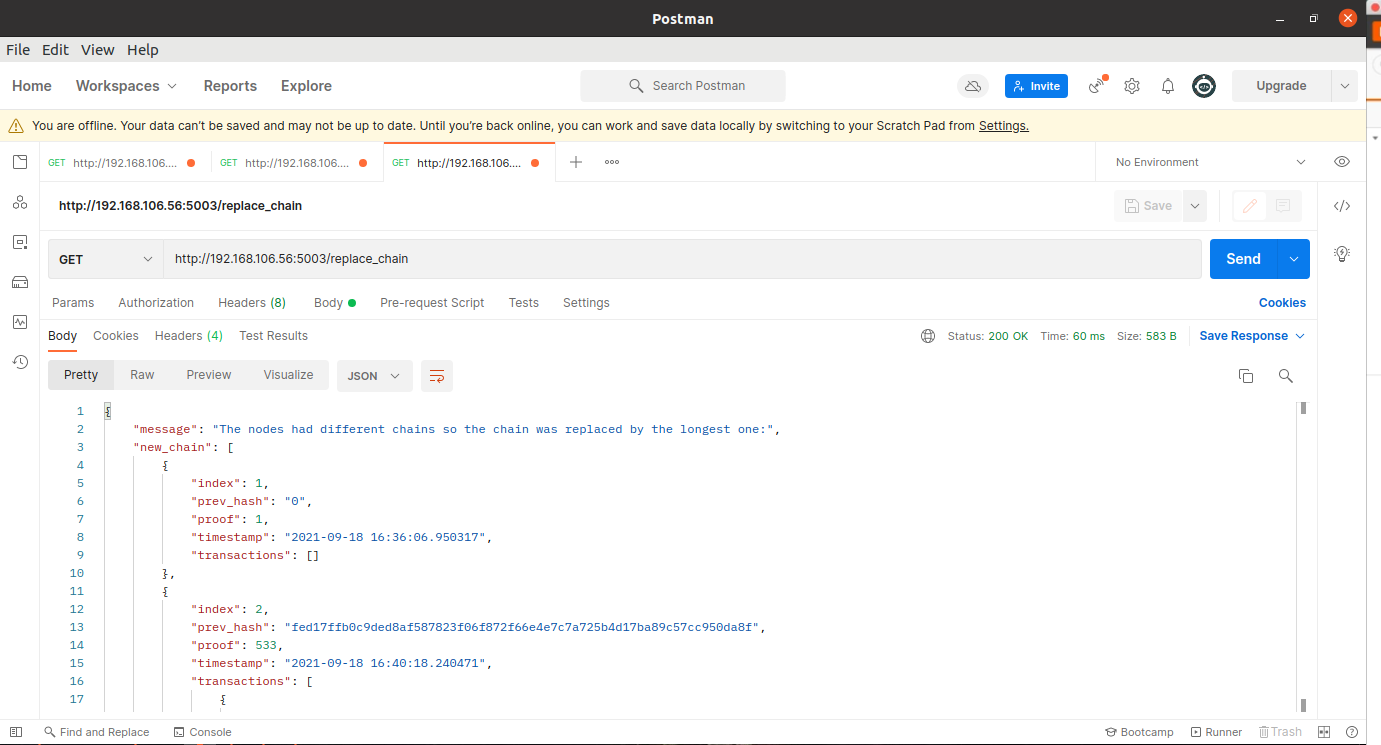 Postman
File Edit View Help
Home Workspaces Reports Explore Search Postman Invite Upgrade
You are offline. Your data can't be saved and may not be up to date. Until you're back online, you can work and save data locally by switching to your Scratch Pad from Settings.
GET http://192.168.106.... GET http://192.168.106.... GET http://192.168.106.... No Environment
http://192.168.106.56:5003/replace_chain Save
GET http://192.168.106.56:5003/replace_chain Send
Params Authorization Headers (8) Body Pre-request Script Tests Settings Cookies
Body Cookies Headers (4) Test Results Status: 200 OK Time: 60 ms Size: 583 B Save Response
Pretty Raw Preview Visualize JSON
1 {
2 "message": "The nodes had different chains so the chain was replaced by the longest one:",
3 "new_chain": [
4 {
5 "index": 1,
6 "prev_hash": "0",
7 "proof": 1,
8 "timestamp": "2021-09-18 16:36:06.950317",
9 "transactions": []
10 },
11 {
12 "index": 2,
13 "prev_hash": "fed17ffb0c9ded8af587823f06f872f66e4e7c7a725b4d17ba89c57cc950da8f",
14 "proof": 533,
15 "timestamp": "2021-09-18 16:40:18.240471",
16 "transactions": [
17 {
Find and Replace Console Bootcamp Runner Trash